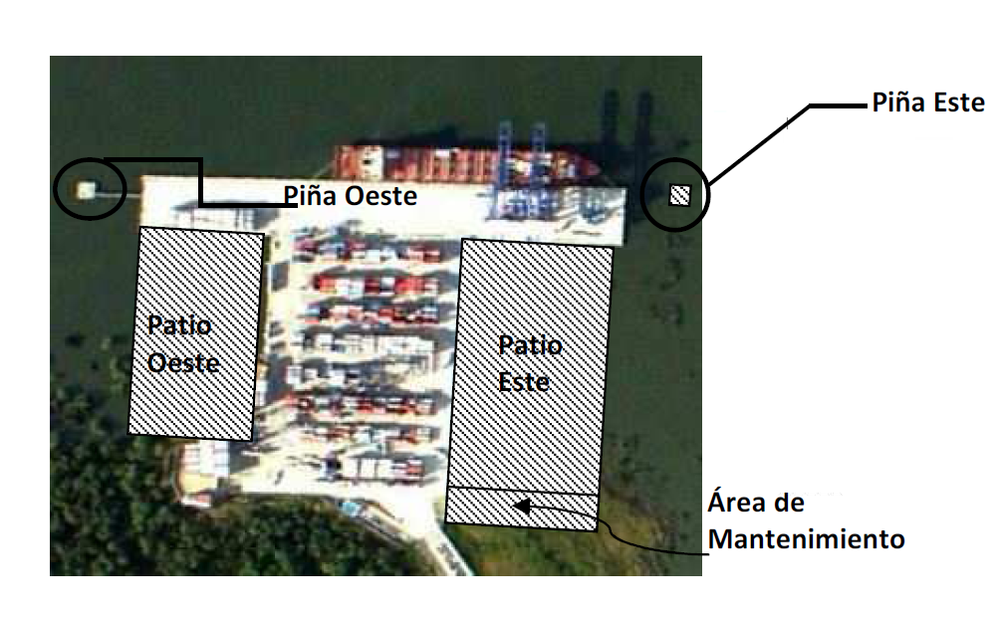 Piña Este
Piña Oeste
Patio
Oeste
Patio
Este
Área de
Mantenimiento